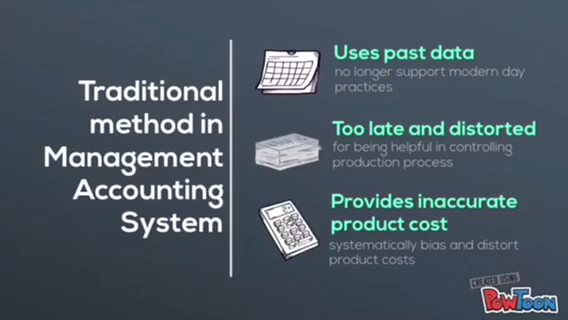 Traditional
method in
Management
Accounting
System
Uses past data
no longer support modern day
practices
Too late and distorted
for being helpful in controlling
production process
Provides inaccurate
product cost
systematically bias and distort
product costs
CREATED USING
POWTOON